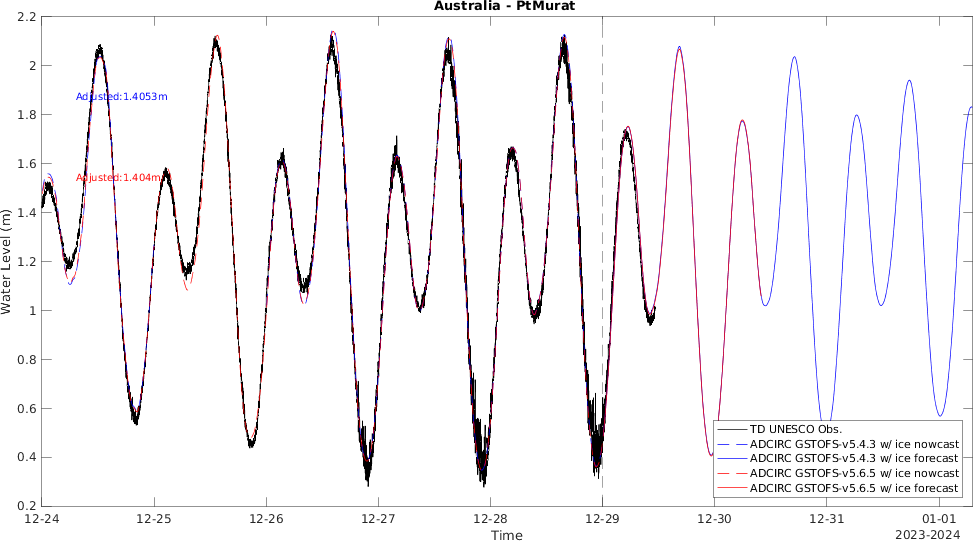 Australia - PtMurat
2.2
2
1.8
1.6
1.4
1.2
1
0.8
0.6
0.4
0.2
Water Level (m)
Adjusted:1.4053m
Adjusted:1.404m
TD UNESCO Obs.
ADCIRC GSTOFS-v5.4.3 w/ ice nowcast
ADCIRC GSTOFS-v5.4.3 w/ ice forecast
ADCIRC GSTOFS-v5.6.5 w/ ice nowcast
ADCIRC GSTOFS-v5.6.5 w/ ice forecast
12-24 12-25 12-26 12-27 12-28 12-29 12-30 12-31 01-01
Time
2023-2024